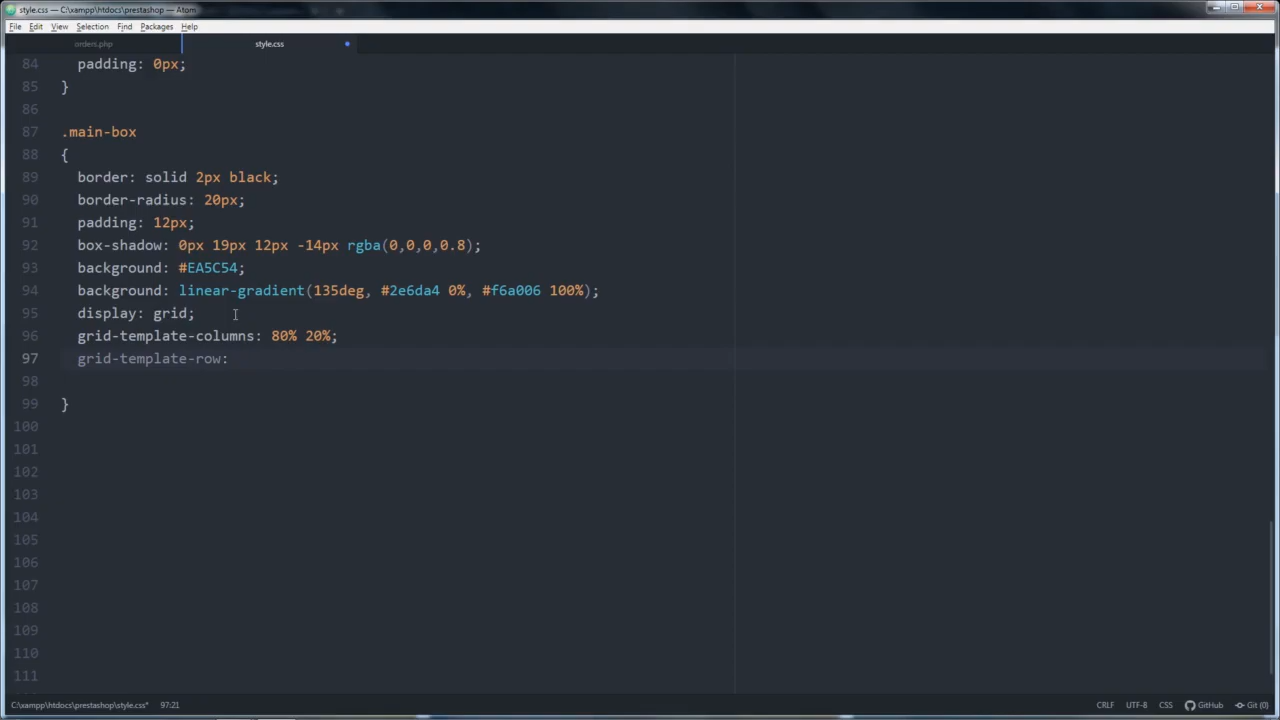 style.css — C:\xampp\htdocs\prestashop — Atom
File Edit View Selection Find Packages Help
orders.php style.css
84 padding: 0px;
85 }
86
87 .main-box
88 {
89 border: solid 2px black;
90 border-radius: 20px;
91 padding: 12px;
92 box-shadow: 0px 19px 12px -14px rgba(0,0,0,0.8);
93 background: #EA5C54;
94 background: linear-gradient(135deg, #2e6da4 0%, #f6a006 100%);
95 display: grid;
96 grid-template-columns: 80% 20%;
97 grid-template-row:
98
99 }
100
101
102
103
104
105
106
107
108
109
110
111
C:\xampp\htdocs\prestashop\style.css* 97:21 CRLF UTF-8 CSS GitHub Git (0)